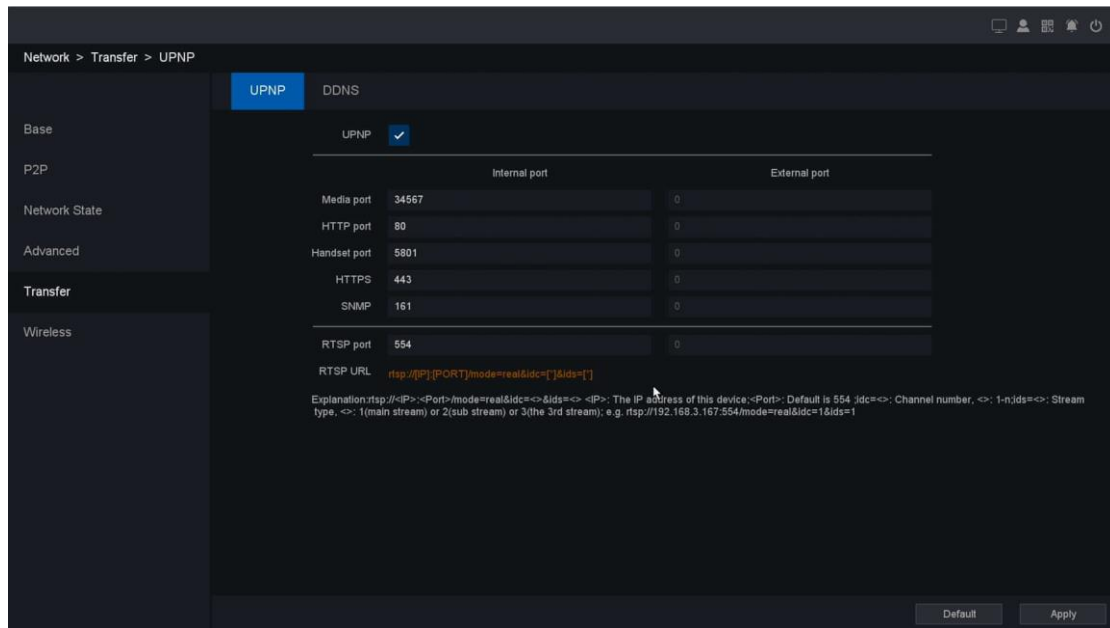 Network > Transfer > UPNP
UPNP DDNS
Base
P2P
Network State
Advanced
Transfer
Wireless
UPNP
Internal port External port
Media port 34567 0
HTTP port 80 0
Handset port 5801 0
HTTPS 443 0
SNMP 161 0
RTSP port 554 0
RTSP URL rtsp://[IP]:[PORT]/mode=real&idc=["]&ids=["]
Explanation:rtsp://<IP>:<Port>/mode=real&idc=<>&ids=<> <IP>: The IP address of this device;<Port>: Default is 554 ;idc=<>: Channel number, <>: 1-n;ids=<>: Stream
type, <>: 1(main stream) or 2(sub stream) or 3(the 3rd stream); e.g. rtsp://192.168.3.167:554/mode=real&idc=1&ids=1
Default Apply